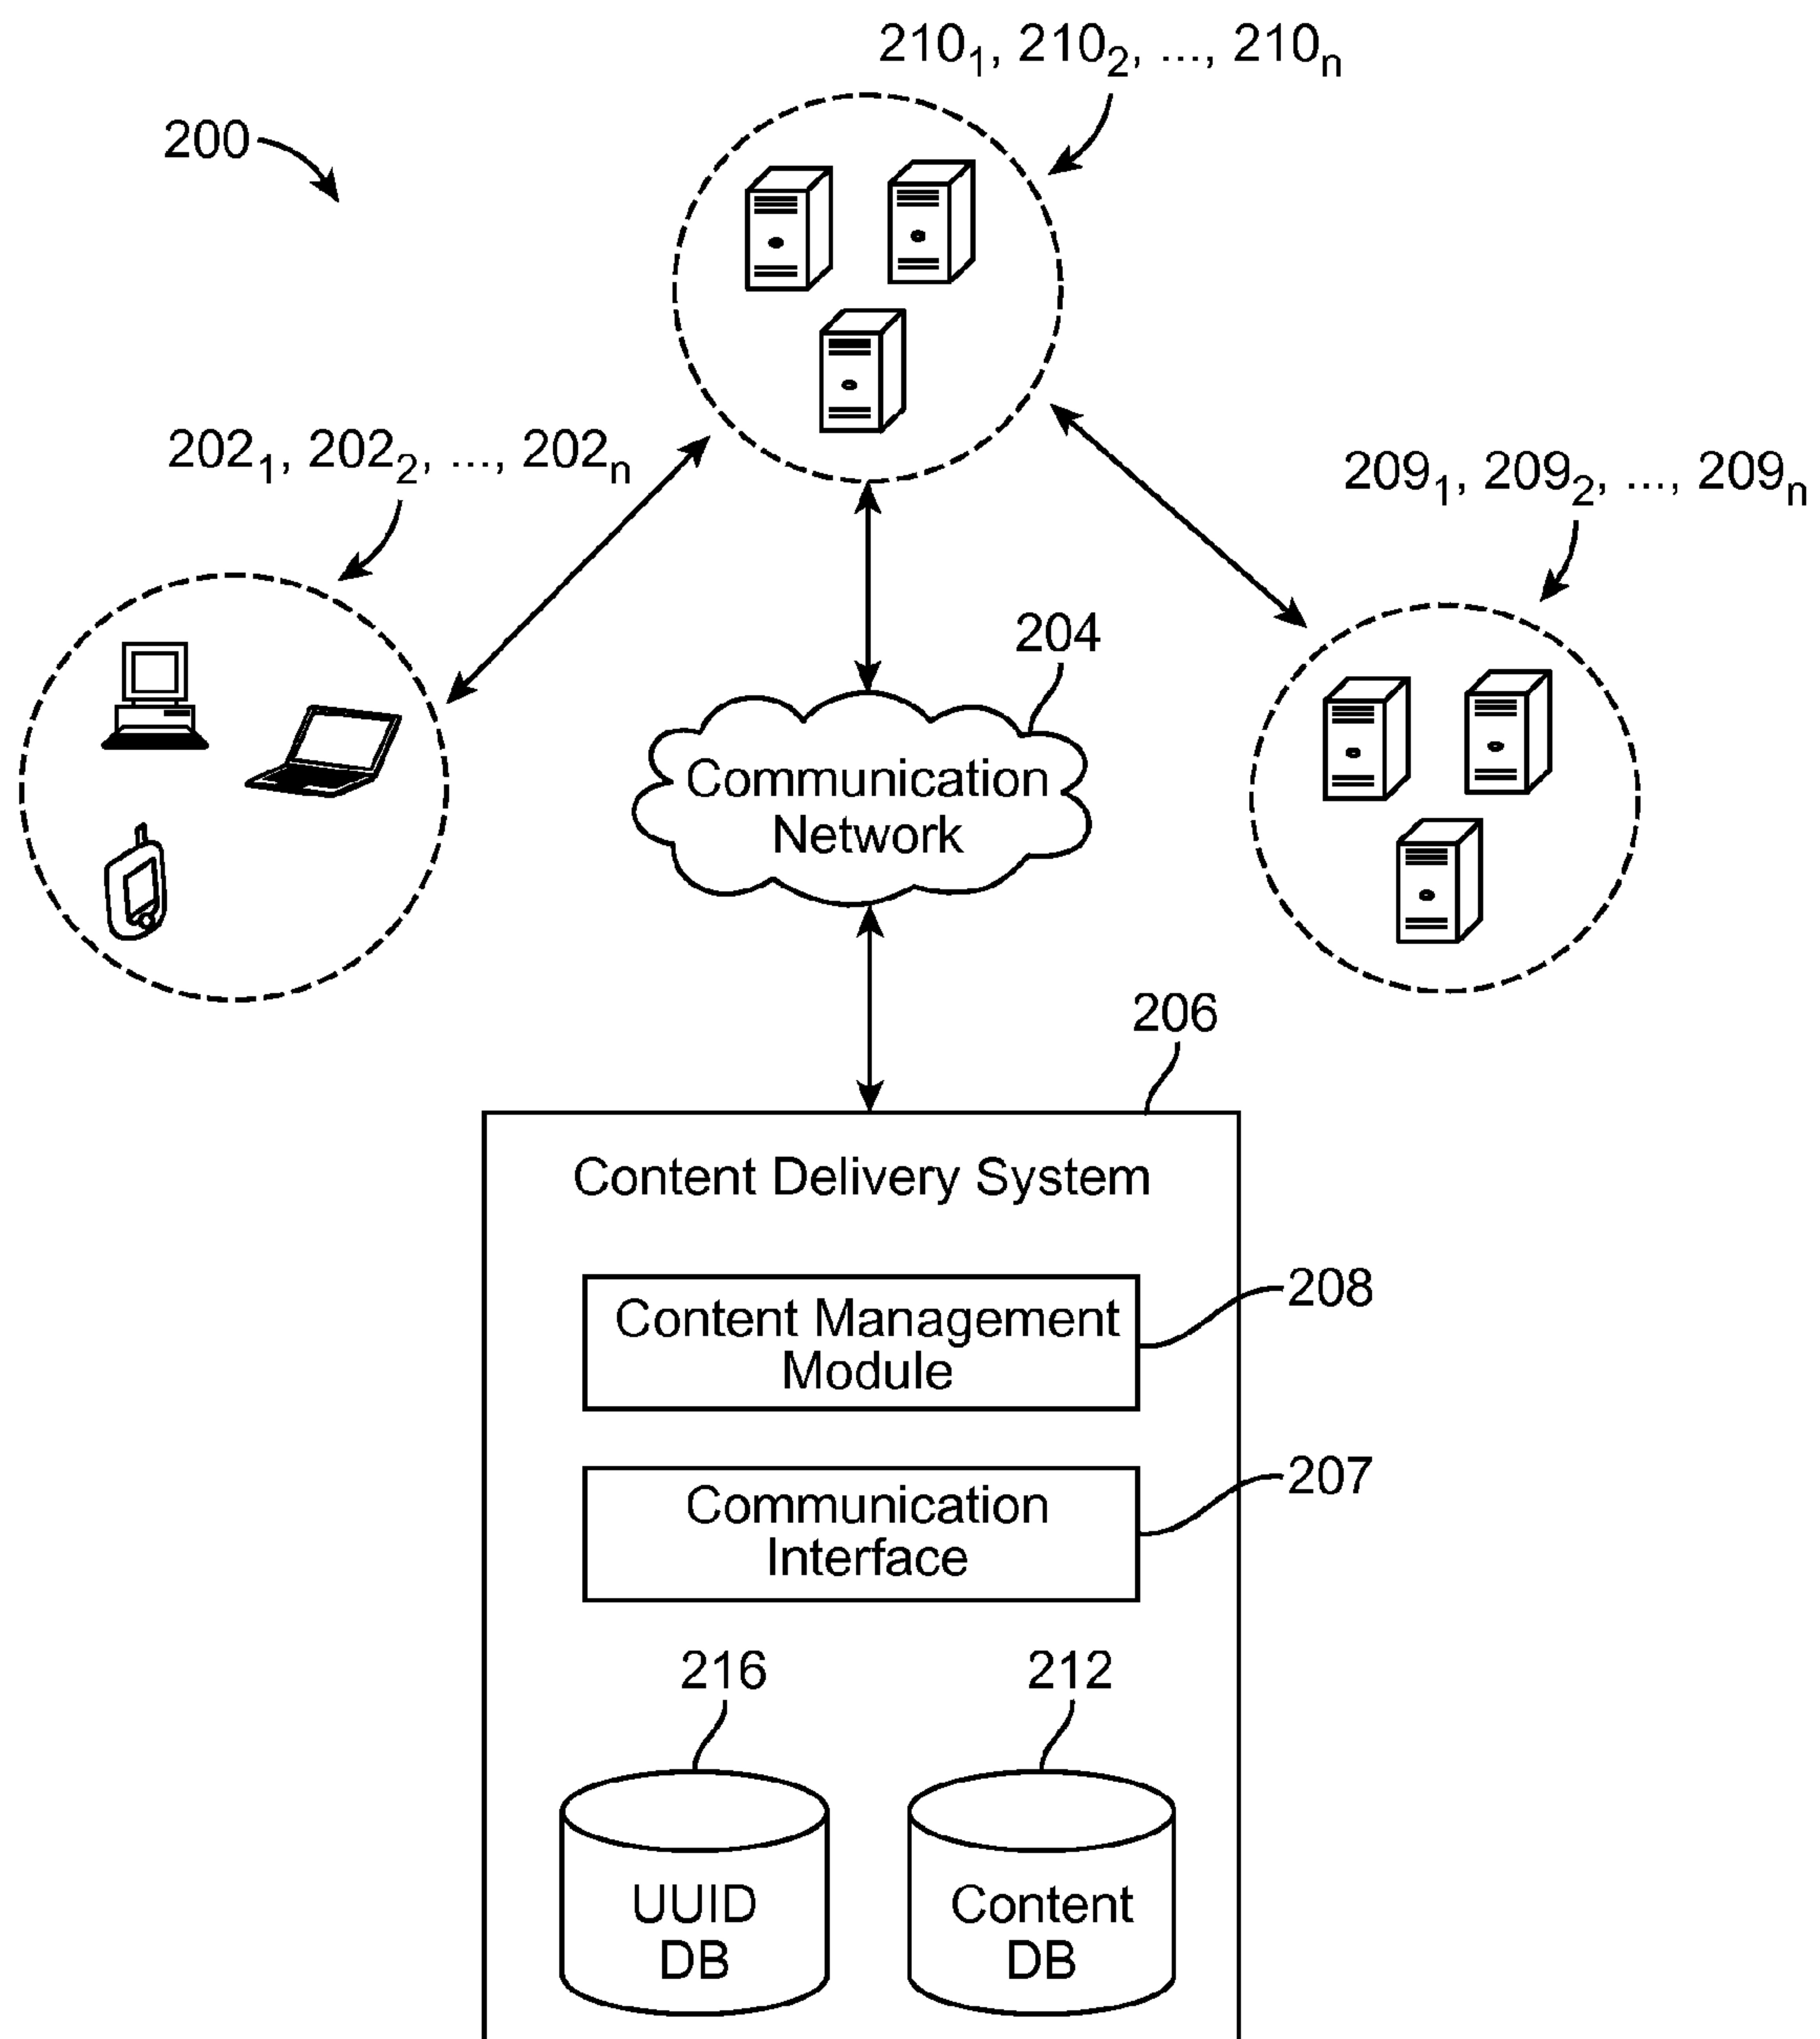 210₁, 210₂, ..., 210ₙ
200
202₁, 202₂, ..., 202ₙ
209₁, 209₂, ..., 209ₙ
204
Communication
Network
206
Content Delivery System
Content Management
Module
208
Communication
Interface
207
216
212
UUID
DB
Content
DB